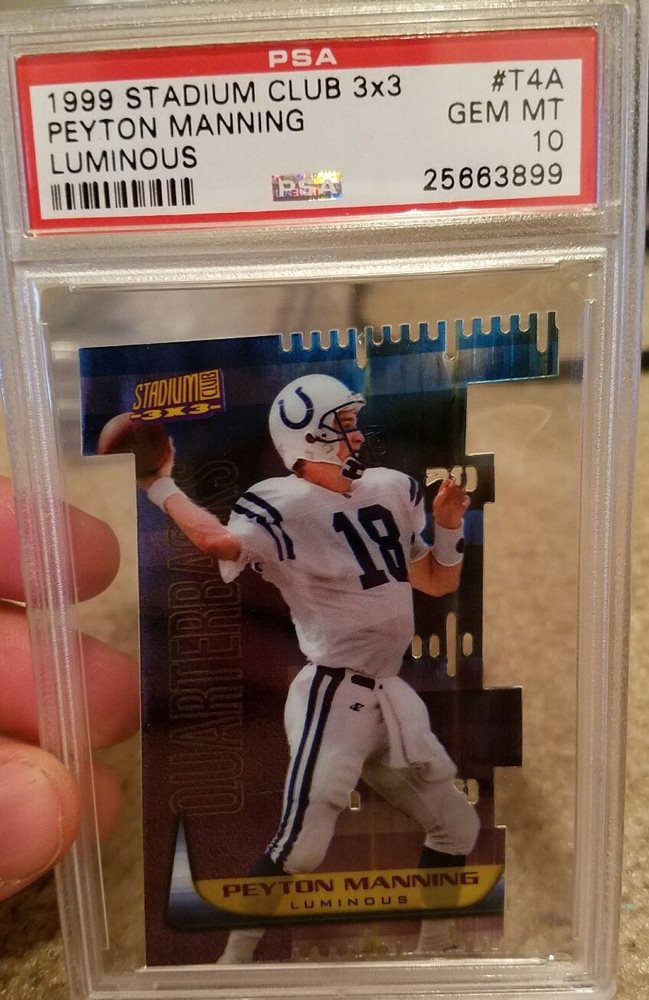 PSA
1999 STADIUM CLUB 3x3 #T4A
PEYTON MANNING GEM MT
LUMINOUS 10
PSA 25663899
STADIUM CLUB
-3X3-
QUARTERBACKS
18
PEYTON MANNING
LUMINOUS